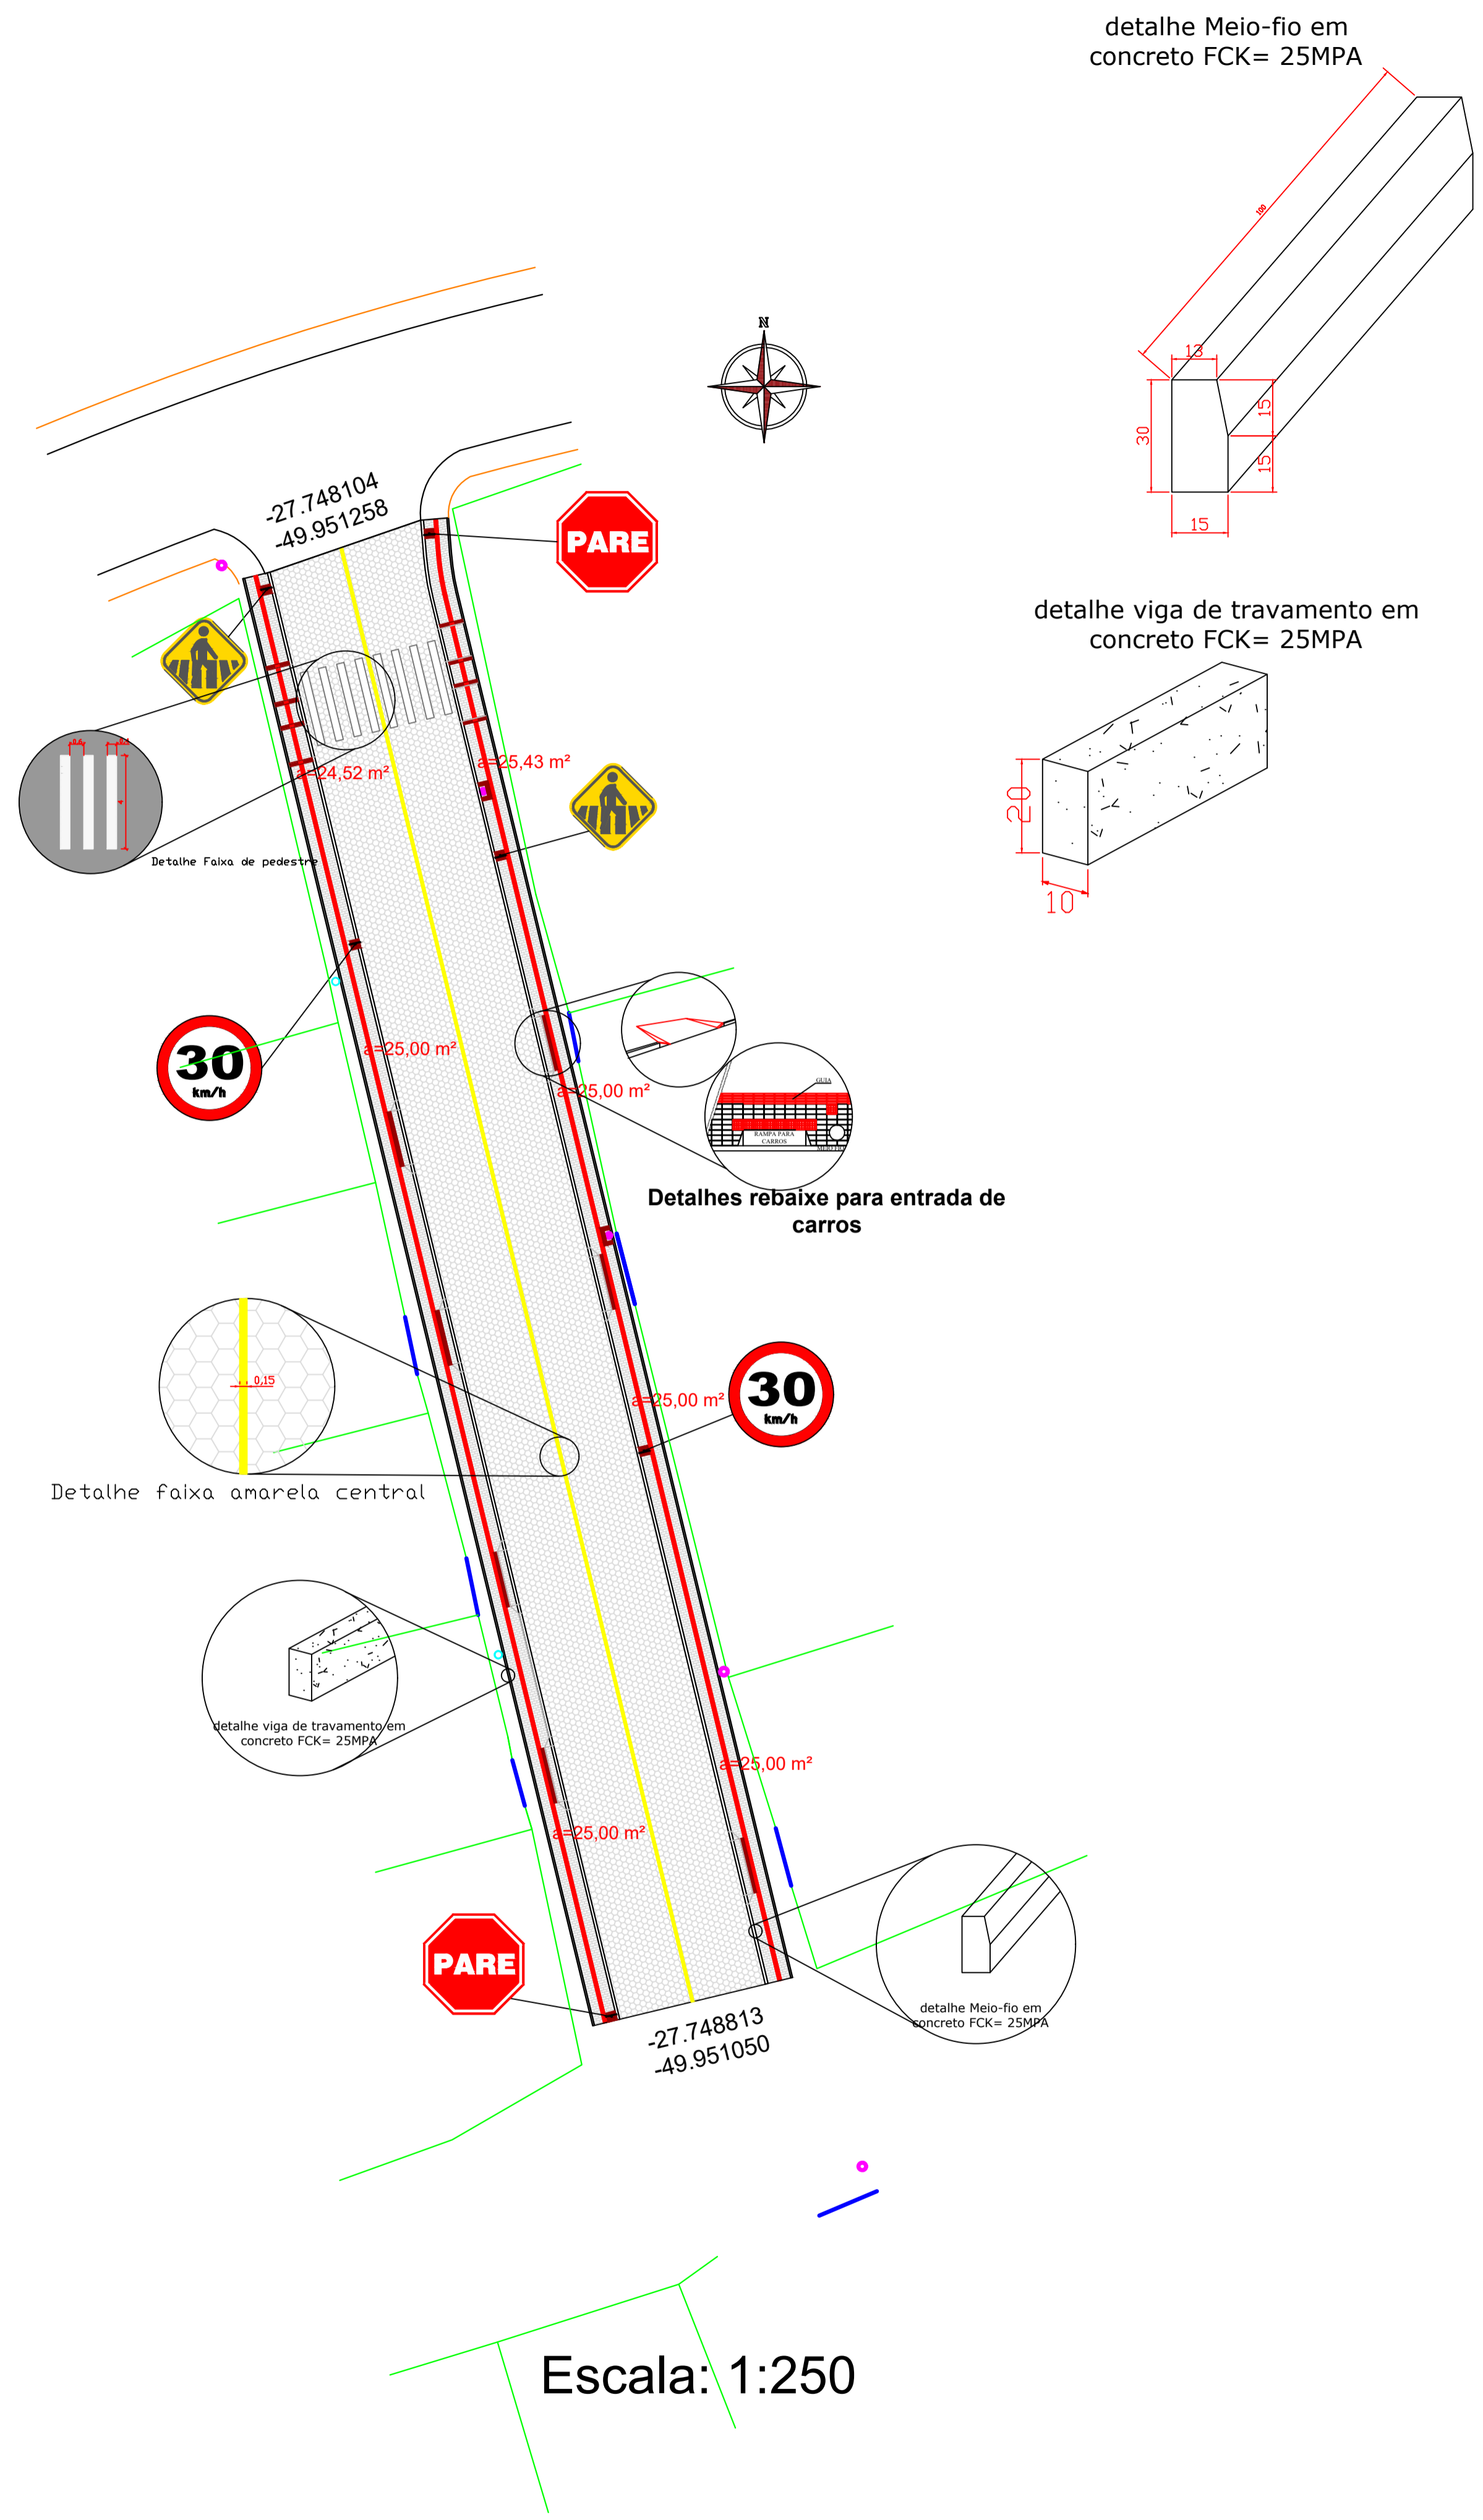 detalhe Meio-fio em
concreto FCK= 25MPA
100
13
30
15
15
15
N
-27.748104
-49.951258
PARE
detalhe viga de travamento em
concreto FCK= 25MPA
20
10
a=24,52 m²
a=25,43 m²
Detalhe Faixa de pedestre
30
km/h
a=25,00 m²
a=25,00 m²
GUIA
RAMPA PARA
CARROS
Detalhes rebaixe para entrada de
carros
0,15
Detalhe faixa amarela central
a=25,00 m²
30
km/h
detalhe viga de travamento em
concreto FCK= 25MPA
a=25,00 m²
a=25,00 m²
PARE
detalhe Meio-fio em
concreto FCK= 25MPA
-27.748813
-49.951050
Escala: 1:250